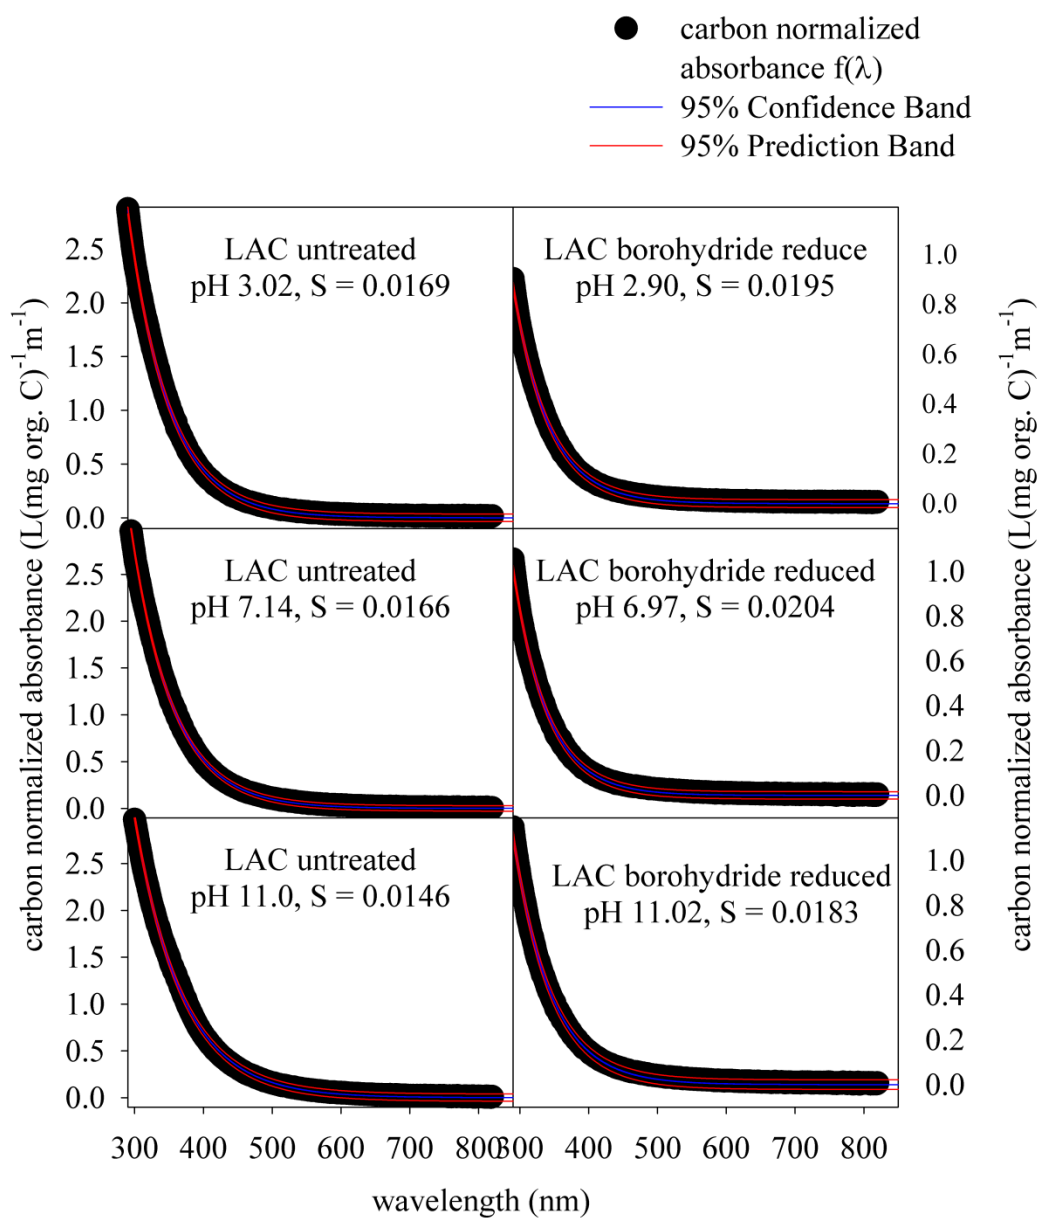 carbon normalized
absorbance f(λ)
95% Confidence Band
95% Prediction Band
carbon normalized absorbance (L(mg org. C)⁻¹m⁻¹)
2.5
2.0
1.5
1.0
0.5
0.0
LAC untreated
pH 3.02, S = 0.0169
LAC borohydride reduce
pH 2.90, S = 0.0195
1.0
0.8
0.6
0.4
0.2
0.0
2.5
2.0
1.5
1.0
0.5
0.0
LAC untreated
pH 7.14, S = 0.0166
LAC borohydride reduced
pH 6.97, S = 0.0204
1.0
0.8
0.6
0.4
0.2
0.0
2.5
2.0
1.5
1.0
0.5
0.0
LAC untreated
pH 11.0, S = 0.0146
LAC borohydride reduced
pH 11.02, S = 0.0183
1.0
0.8
0.6
0.4
0.2
0.0
carbon normalized absorbance (L(mg org. C)⁻¹m⁻¹)
300 400 500 600 700 800 300 400 500 600 700 800
wavelength (nm)